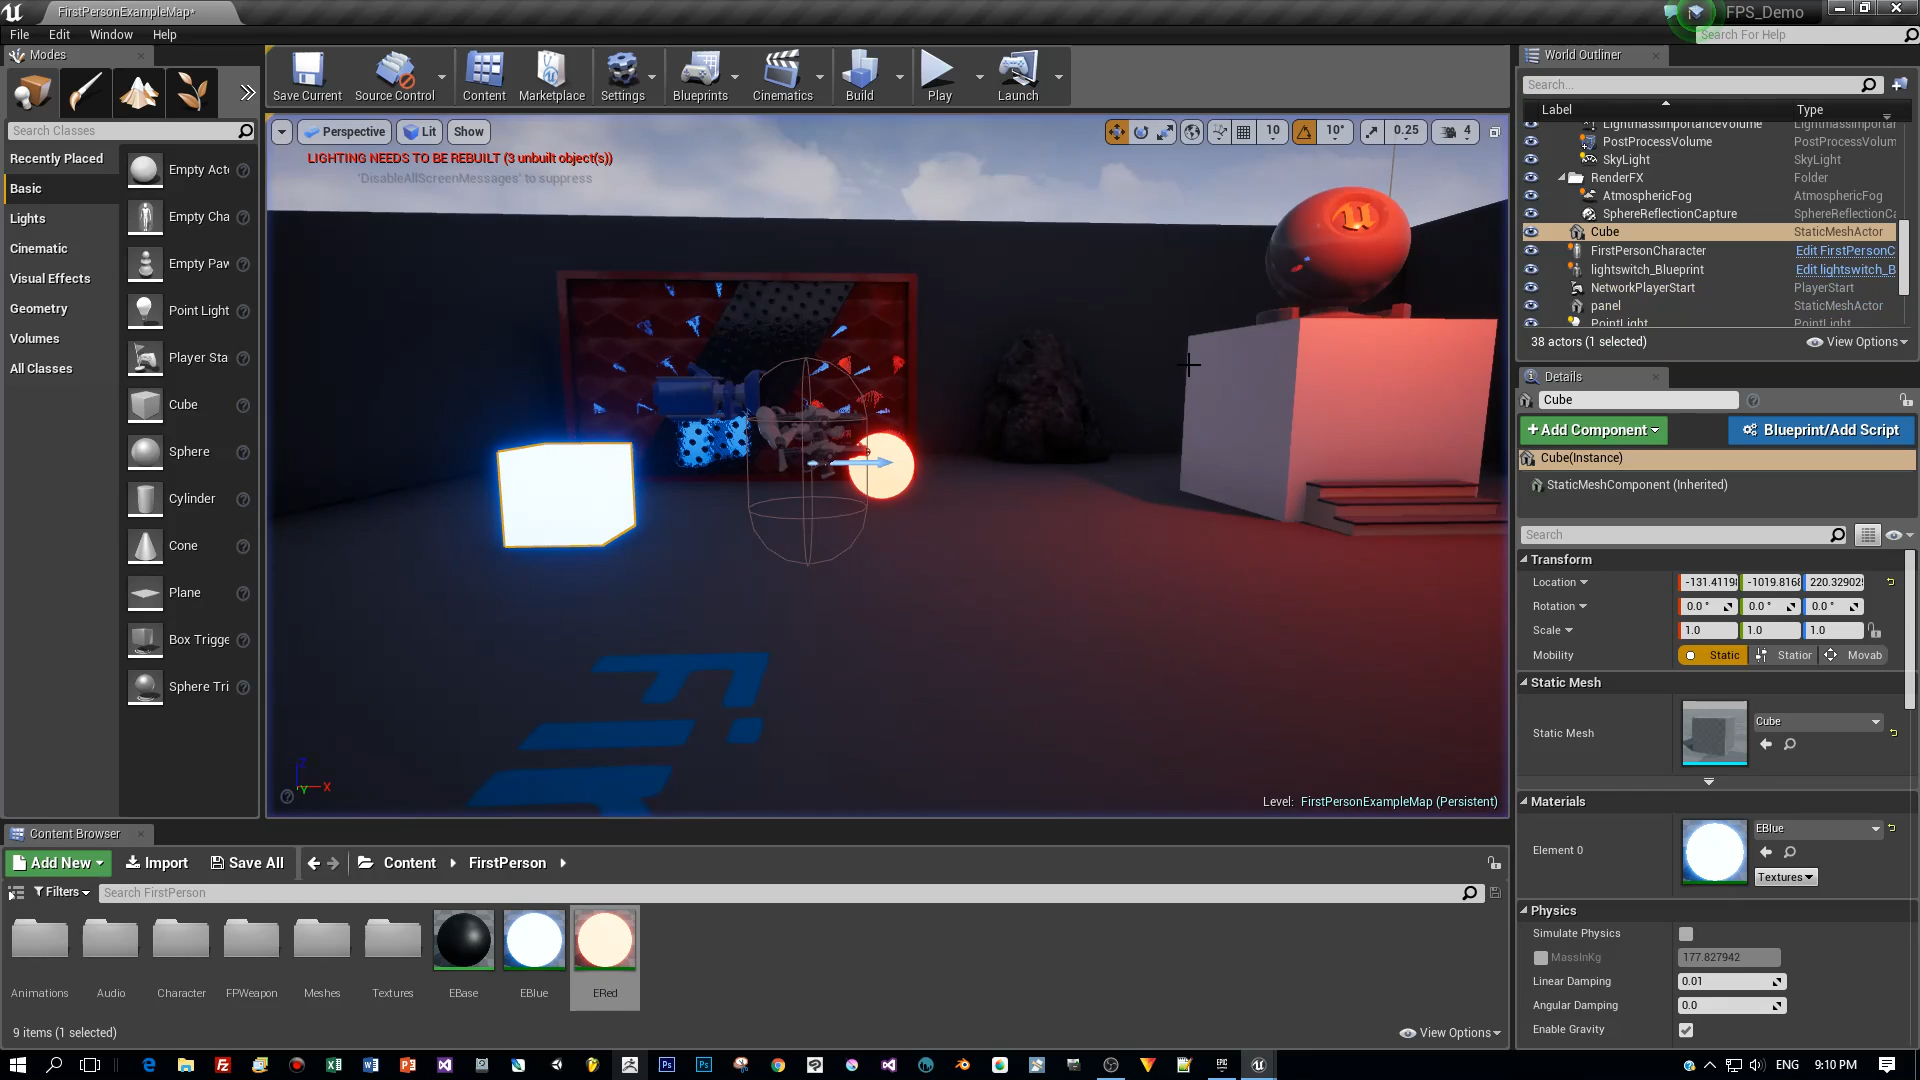 FirstPersonExampleMap*
FPS_Demo
File Edit Window Help
Search For Help
Modes
Save Current
Source Control
Content
Marketplace
Settings
Blueprints
Cinematics
Build
Play
Launch
Search Classes
Recently Placed
Basic
Lights
Cinematic
Visual Effects
Geometry
Volumes
All Classes
Empty Act
Empty Cha
Empty Paw
Point Light
Player Sta
Cube
Sphere
Cylinder
Cone
Plane
Box Trigge
Sphere Tri
Perspective
Lit
Show
10
10°
0.25
4
LIGHTING NEEDS TO BE REBUILT (3 unbuilt object(s))
'DisableAllScreenMessages' to suppress
Z
X
Y
Level: FirstPersonExampleMap (Persistent)
World Outliner
Search...
Label Type
LightmassImportanceVolume LightmassImportar
PostProcessVolume PostProcessVolum
SkyLight SkyLight
RenderFX Folder
AtmosphericFog AtmosphericFog
SphereReflectionCapture SphereReflectionCa
Cube StaticMeshActor
FirstPersonCharacter Edit FirstPersonC
lightswitch_Blueprint Edit lightswitch_B
NetworkPlayerStart PlayerStart
panel StaticMeshActor
PointLight PointLight
38 actors (1 selected)
View Options
Details
Cube
+Add Component
Blueprint/Add Script
Cube(Instance)
StaticMeshComponent (Inherited)
Search
Transform
Location -131.4119 -1019.816 220.32902
Rotation 0.0 ° 0.0 ° 0.0 °
Scale 1.0 1.0 1.0
Mobility Static Statior Movab
Static Mesh
Static Mesh
Cube
Materials
Element 0
EBlue
Textures
Physics
Simulate Physics
MassInKg 177.827942
Linear Damping 0.01
Angular Damping 0.0
Enable Gravity
Content Browser
Add New
Import
Save All
Content
FirstPerson
Filters
Search FirstPerson
Animations
Audio
Character
FPWeapon
Meshes
Textures
EBase
EBlue
ERed
9 items (1 selected)
View Options
ENG
9:10 PM